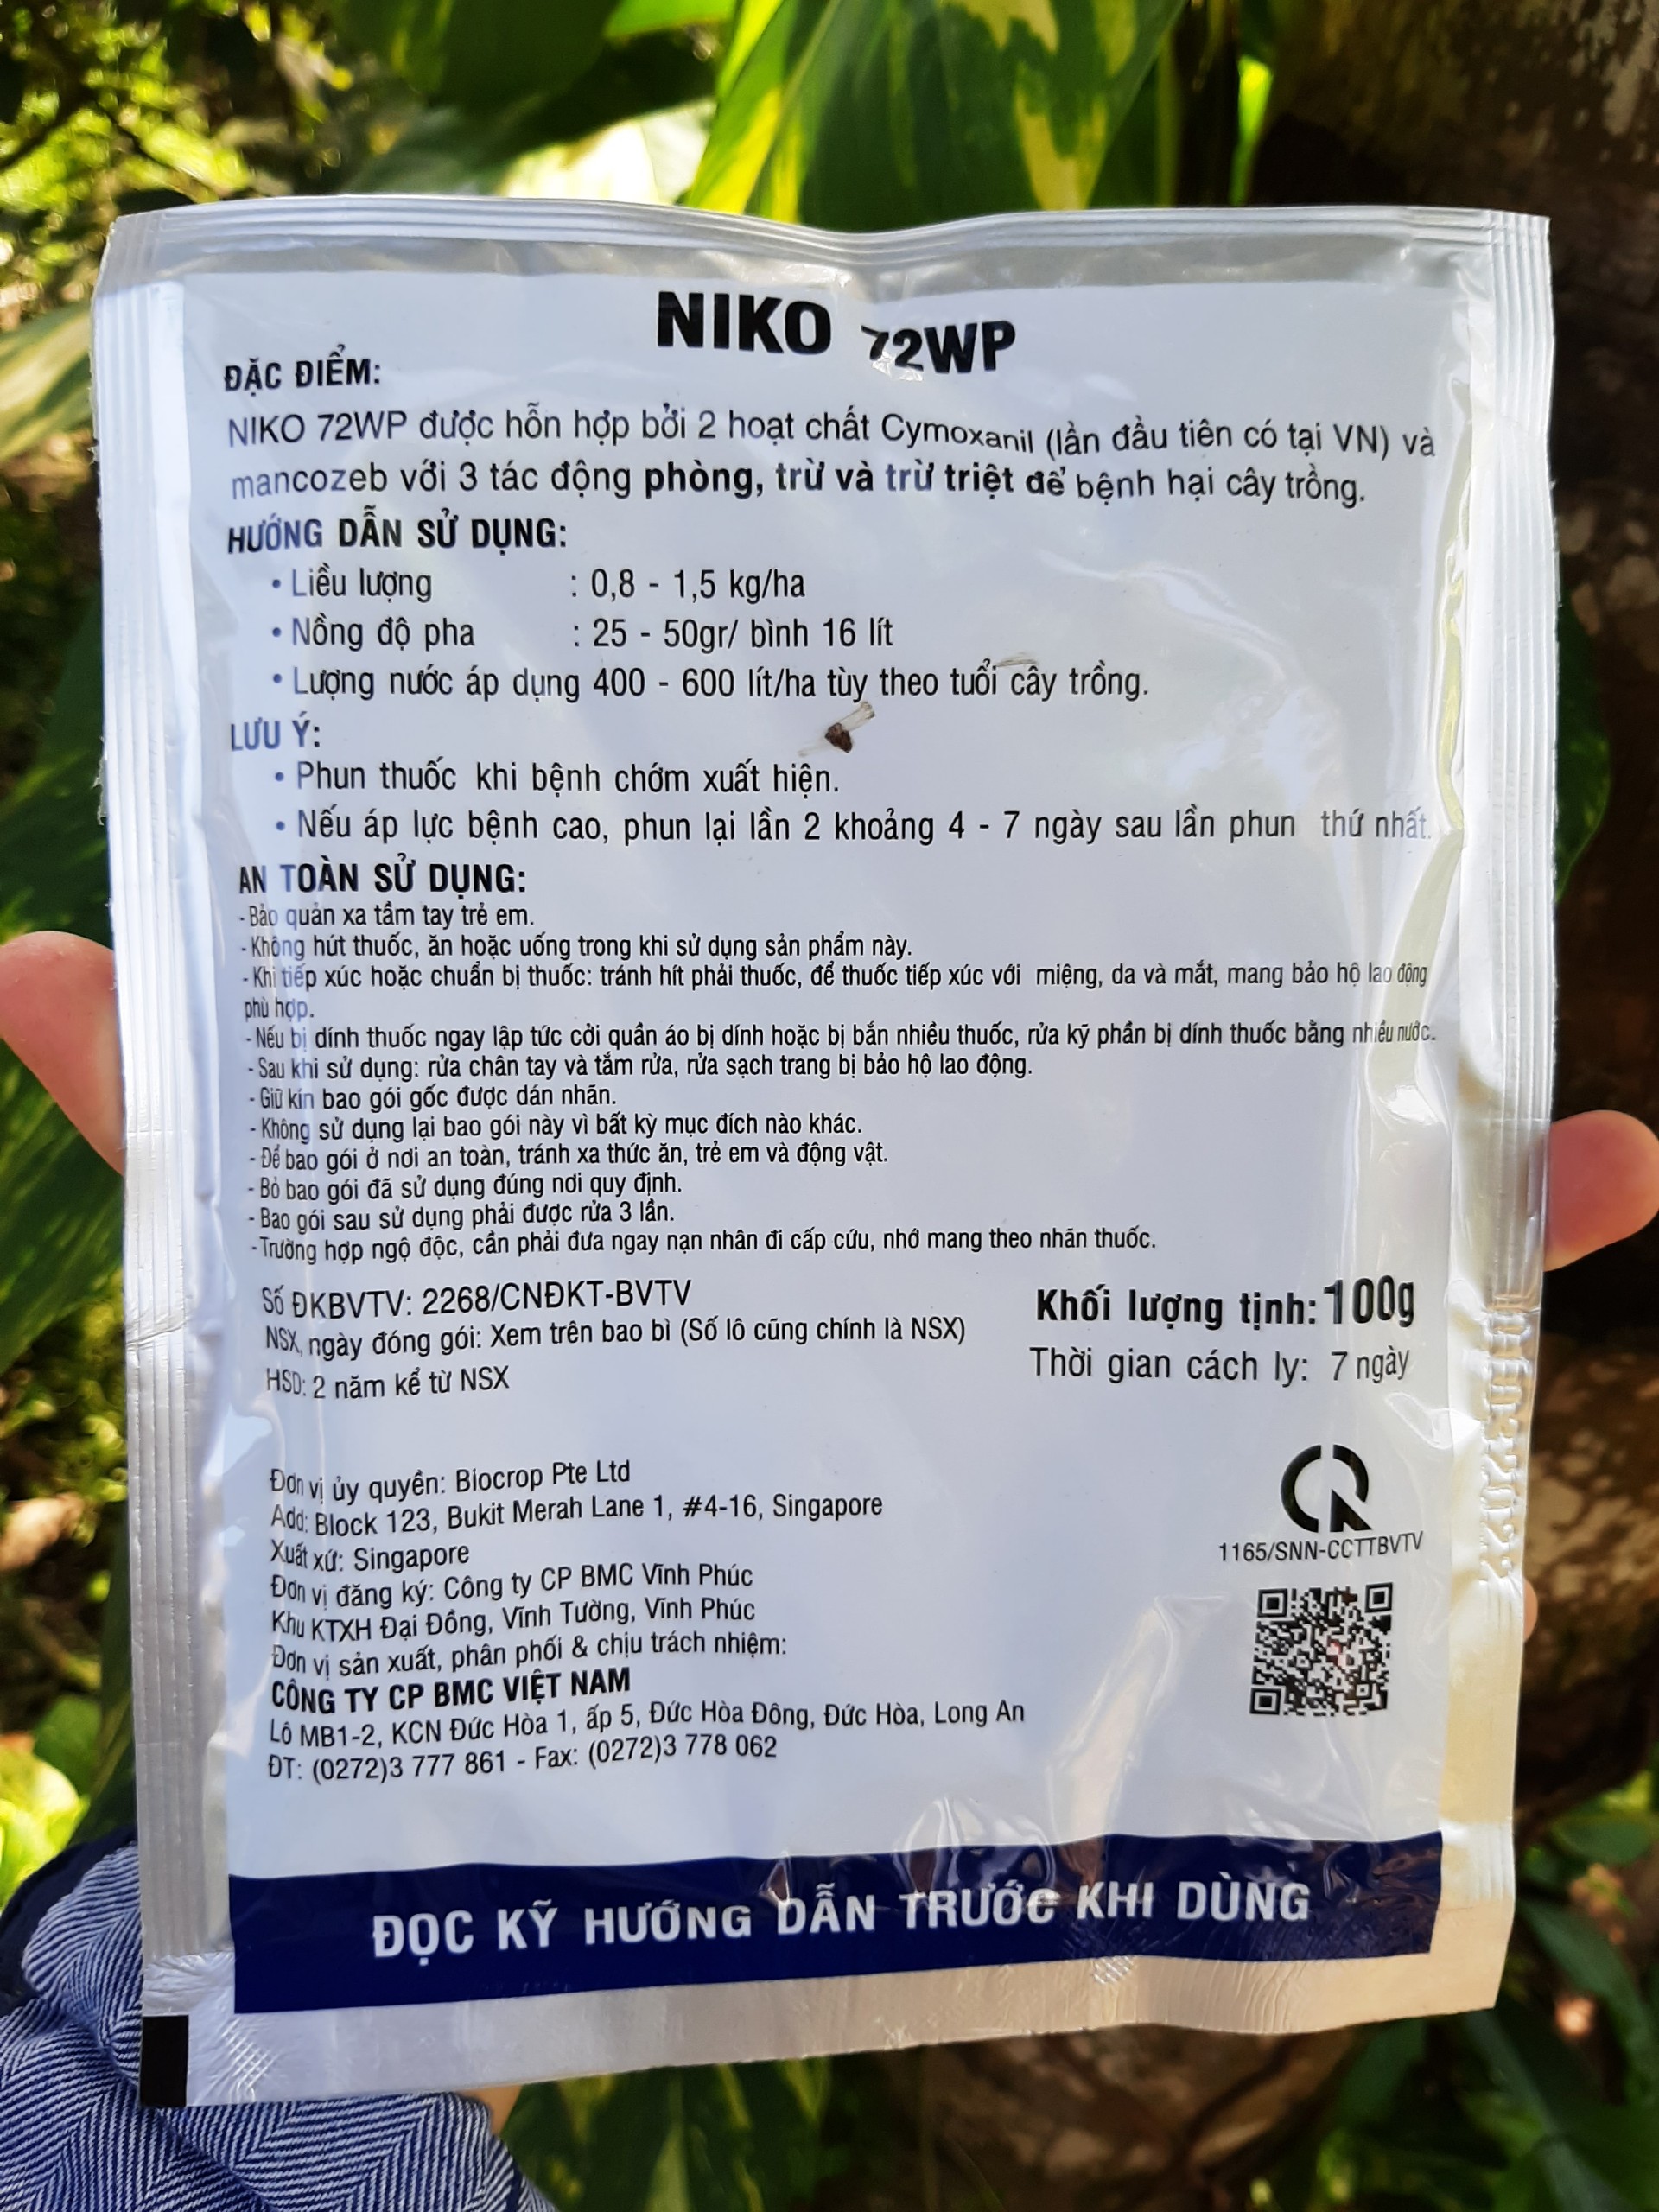 NIKO 72WP
ĐẶC ĐIỂM:
NIKO 72WP được hỗn hợp bởi 2 hoạt chất Cymoxanil (lần đầu tiên có tại VN) và
mancozeb với 3 tác động phòng, trừ và trừ triệt để bệnh hại cây trồng.
HƯỚNG DẪN SỬ DỤNG:
• Liều lượng : 0,8 - 1,5 kg/ha
• Nồng độ pha : 25 - 50gr/ bình 16 lít
• Lượng nước áp dụng 400 - 600 lít/ha tùy theo tuổi cây trồng.
LƯU Ý:
• Phun thuốc khi bệnh chớm xuất hiện.
• Nếu áp lực bệnh cao, phun lại lần 2 khoảng 4 - 7 ngày sau lần phun thứ nhất.
AN TOÀN SỬ DỤNG:
- Bảo quản xa tầm tay trẻ em.
- Không hút thuốc, ăn hoặc uống trong khi sử dụng sản phẩm này.
- Khi tiếp xúc hoặc chuẩn bị thuốc: tránh hít phải thuốc, để thuốc tiếp xúc với miệng, da và mắt, mang bảo hộ lao động
phù hợp.
- Nếu bị dính thuốc ngay lập tức cởi quần áo bị dính hoặc bị bắn nhiều thuốc, rửa kỹ phần bị dính thuốc bằng nhiều nước.
- Sau khi sử dụng: rửa chân tay và tắm rửa, rửa sạch trang bị bảo hộ lao động.
- Giữ kín bao gói gốc được dán nhãn.
- Không sử dụng lại bao gói này vì bất kỳ mục đích nào khác.
- Để bao gói ở nơi an toàn, tránh xa thức ăn, trẻ em và động vật.
- Bỏ bao gói đã sử dụng đúng nơi quy định.
- Bao gói sau sử dụng phải được rửa 3 lần.
- Trường hợp ngộ độc, cần phải đưa ngay nạn nhân đi cấp cứu, nhớ mang theo nhãn thuốc.
Số ĐKBVTV: 2268/CNĐKT-BVTV
NSX, ngày đóng gói: Xem trên bao bì (Số lô cũng chính là NSX)
HSD: 2 năm kể từ NSX
Khối lượng tịnh: 100g
Thời gian cách ly: 7 ngày
Đơn vị ủy quyền: Biocrop Pte Ltd
Add: Block 123, Bukit Merah Lane 1, #4-16, Singapore
Xuất xứ: Singapore
Đơn vị đăng ký: Công ty CP BMC Vĩnh Phúc
Khu KTXH Đại Đồng, Vĩnh Tường, Vĩnh Phúc
Đơn vị sản xuất, phân phối & chịu trách nhiệm:
CÔNG TY CP BMC VIỆT NAM
Lô MB1-2, KCN Đức Hòa 1, ấp 5, Đức Hòa Đông, Đức Hòa, Long An
ĐT: (0272)3 777 861 - Fax: (0272)3 778 062
1165/SNN-CCTTBVTV
ĐỌC KỸ HƯỚNG DẪN TRƯỚC KHI DÙNG